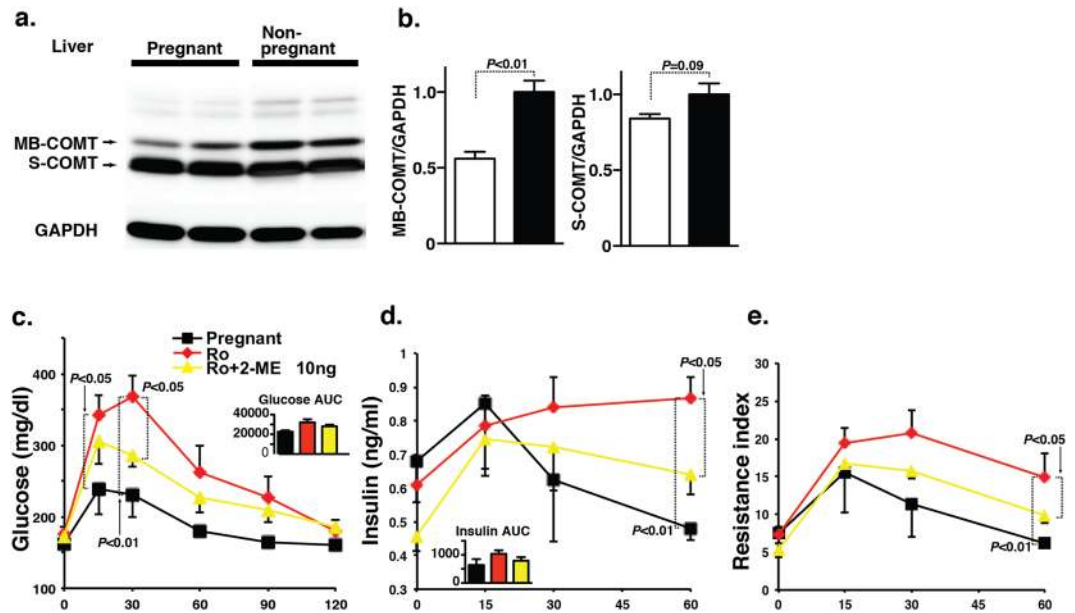 a.
Liver
Pregnant
Non-
pregnant
MB-COMT
S-COMT
GAPDH
b.
MB-COMT/GAPDH
1.0
0.5
0
P<0.01
S-COMT/GAPDH
1.0
0.5
0
P=0.09
c.
Pregnant
Ro
Ro+2-ME 10ng
Glucose (mg/dl)
400
300
200
100
P<0.05
P<0.05
P<0.01
Glucose AUC
40000
20000
0
0 30 60 90 120
d.
Insulin (ng/ml)
1
0.9
0.8
0.7
0.6
0.5
0.4
0.3
P<0.05
P<0.01
Insulin AUC
1000
0
0 15 30 45 60
e.
Resistance index
30
25
20
15
10
5
0
P<0.05
P<0.01
0 15 30 45 60